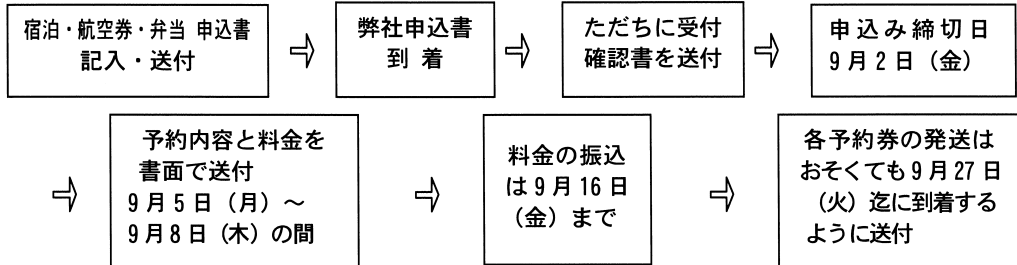 宿泊・航空券・弁当 申込書
記入・送付
⇨
弊社申込書
到 着
⇨
ただちに受付
確認書を送付
⇨
申込み締切日
9月2日（金）
⇨
予約内容と料金を
書面で送付
9月5日（月）～
9月8日（木）の間
⇨
料金の振込
は9月16日
（金）まで
⇨
各予約券の発送は
おそくても9月27日
（火）迄に到着する
ように送付